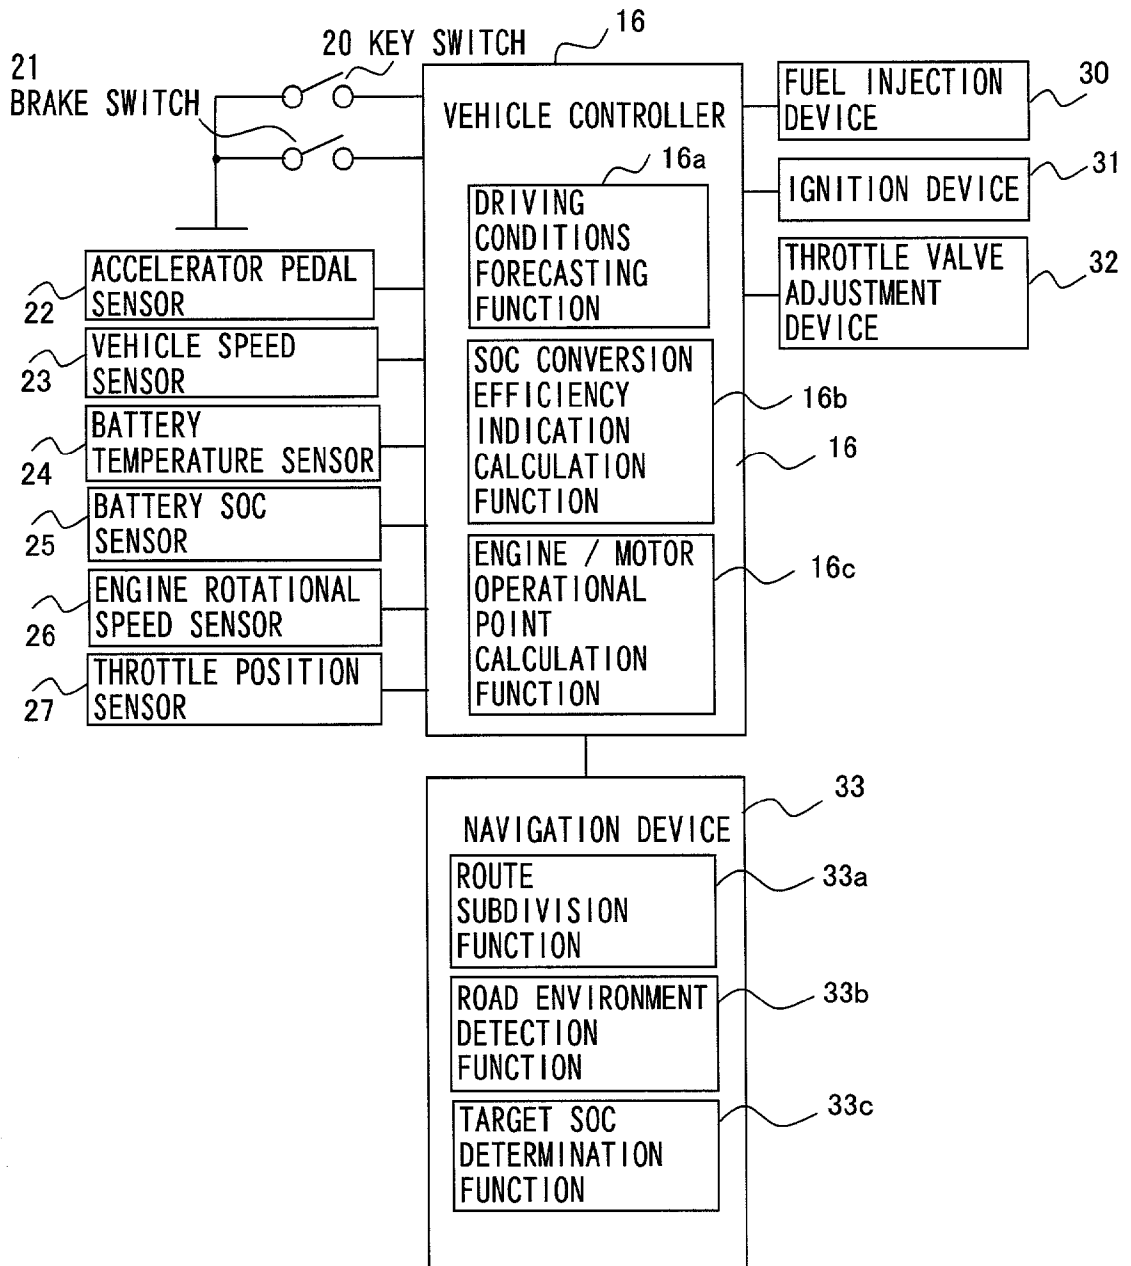 16
20 KEY SWITCH
21
BRAKE SWITCH
VEHICLE CONTROLLER
16a
DRIVING
CONDITIONS
FORECASTING
FUNCTION
SOC CONVERSION
EFFICIENCY
INDICATION
CALCULATION
FUNCTION
16b
16
ENGINE / MOTOR
OPERATIONAL
POINT
CALCULATION
FUNCTION
16c
ACCELERATOR PEDAL
SENSOR
22
VEHICLE SPEED
SENSOR
23
BATTERY
TEMPERATURE SENSOR
24
BATTERY SOC
SENSOR
25
ENGINE ROTATIONAL
SPEED SENSOR
26
THROTTLE POSITION
SENSOR
27
FUEL INJECTION
DEVICE
30
IGNITION DEVICE
31
THROTTLE VALVE
ADJUSTMENT
DEVICE
32
33
NAVIGATION DEVICE
ROUTE
SUBDIVISION
FUNCTION
33a
ROAD ENVIRONMENT
DETECTION
FUNCTION
33b
TARGET SOC
DETERMINATION
FUNCTION
33c